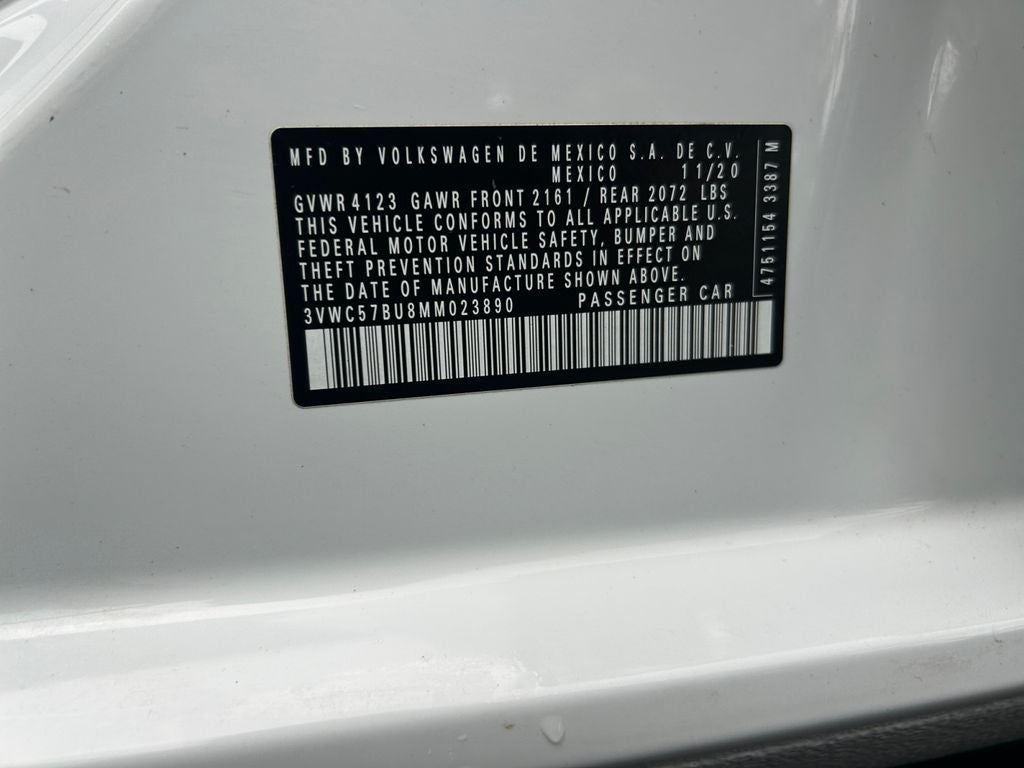 MFD BY VOLKSWAGEN DE MEXICO S.A. DE C.V.
MEXICO 11/20
GVWR 4123 GAWR FRONT 2161 / REAR 2072 LBS
THIS VEHICLE CONFORMS TO ALL APPLICABLE U.S.
FEDERAL MOTOR VEHICLE SAFETY, BUMPER AND
THEFT PREVENTION STANDARDS IN EFFECT ON
THE DATE OF MANUFACTURE SHOWN ABOVE.
3VWC57BU8MM023890 PASSENGER CAR
4751154 3387 M